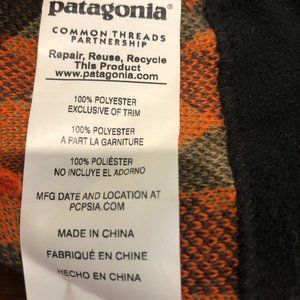 patagonia®
COMMON THREADS
PARTNERSHIP
Repair, Reuse, Recycle
This Product
www.patagonia.com
100% POLYESTER
EXCLUSIVE OF TRIM
100% POLYESTER
A PART LA GARNITURE
100% POLIÉSTER
NO INCLUYE EL ADORNO
MFG DATE AND LOCATION AT
PCPSIA.COM
MADE IN CHINA
FABRIQUÉ EN CHINE
HECHO EN CHINA